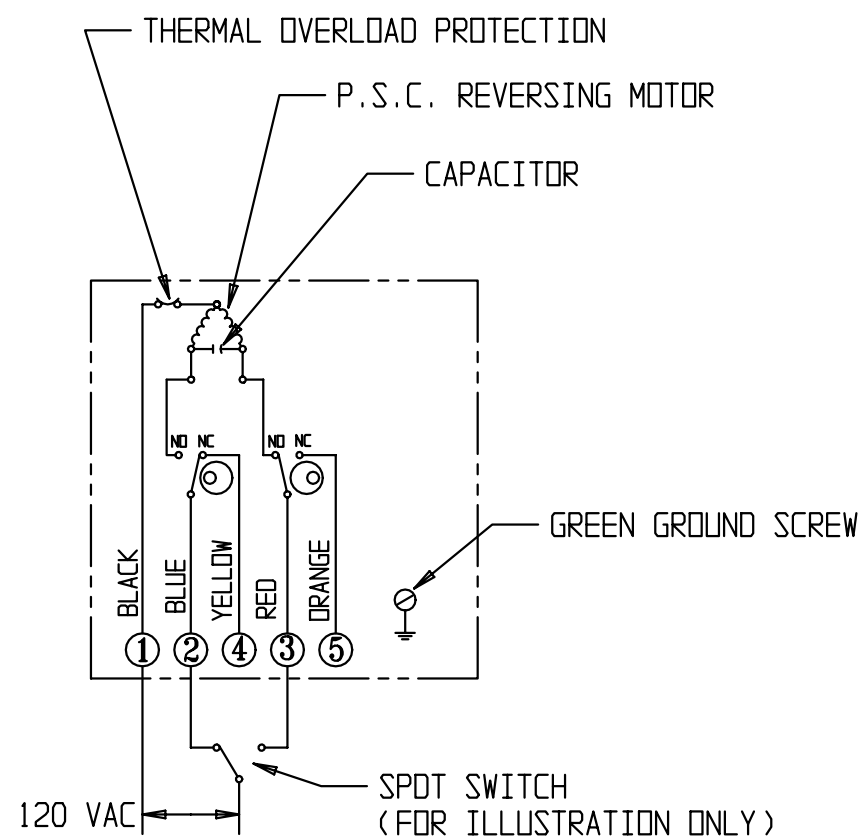 THERMAL OVERLOAD PROTECTION
P.S.C. REVERSING MOTOR
CAPACITOR
NO NC
NO NC
GREEN GROUND SCREW
BLACK
BLUE
YELLOW
RED
ORANGE
1 2 4 3 5
SPDT SWITCH
120 VAC
(FOR ILLUSTRATION ONLY)